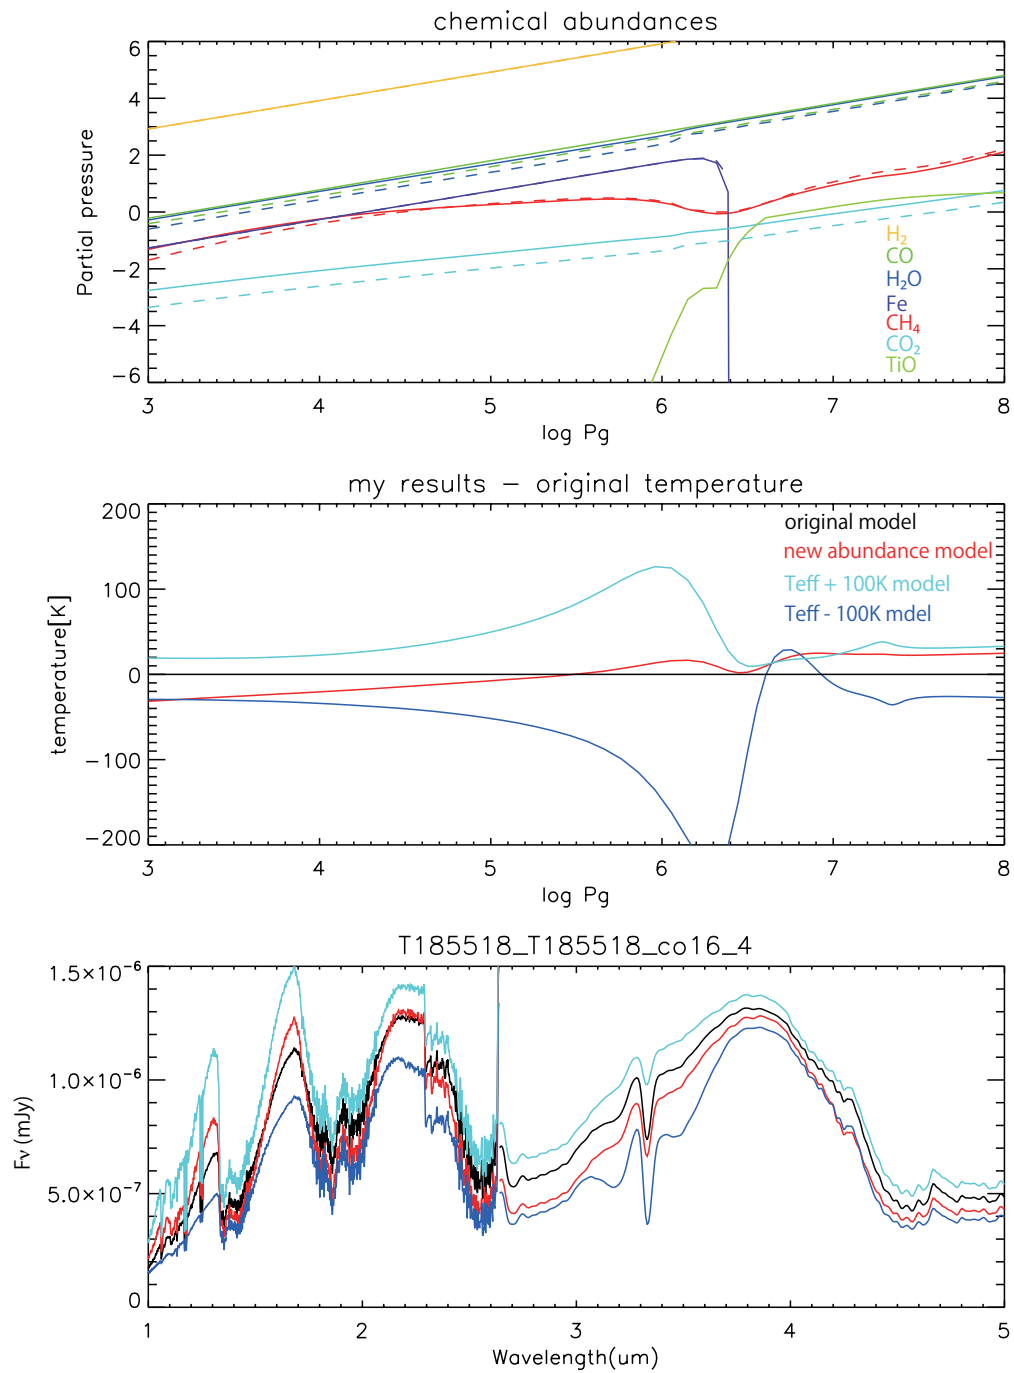 chemical abundances
6
4
2
0
−2
−4
−6
Partial pressure
H2
CO
H2O
Fe
CH4
CO2
TiO
3 4 5 6 7 8
log Pg
my results − original temperature
200
100
0
−100
−200
temperature[K]
original model
new abundance model
Teff + 100K model
Teff - 100K mdel
3 4 5 6 7 8
log Pg
T185518_T185518_co16_4
1.5×10−6
1.0×10−6
5.0×10−7
0
Fν (mJy)
1 2 3 4 5
Wavelength(um)